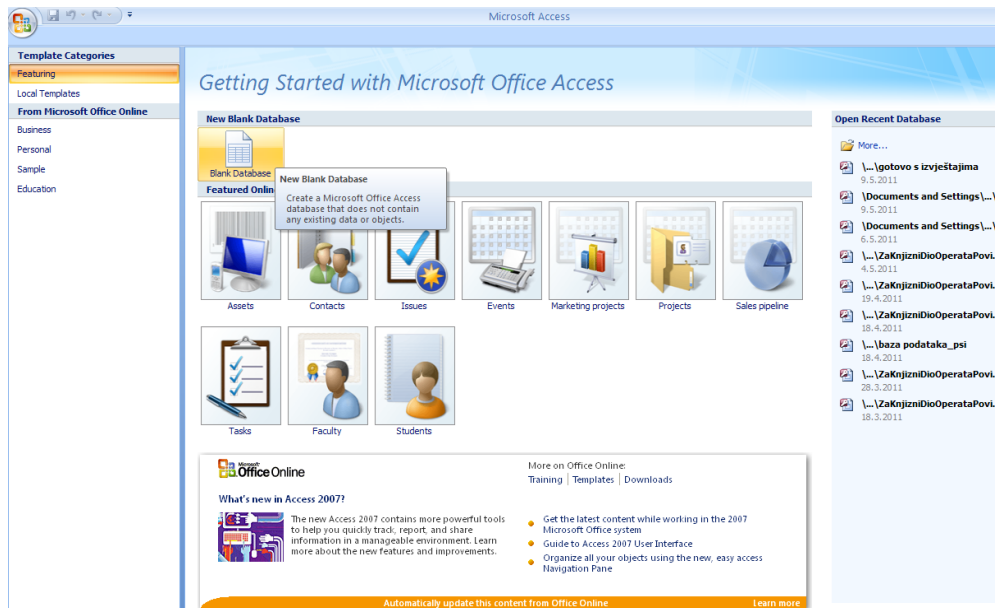 Microsoft Access
Template Categories
Featuring
Local Templates
From Microsoft Office Online
Business
Personal
Sample
Education
Getting Started with Microsoft Office Access
New Blank Database
Blank Database
New Blank Database
Create a Microsoft Office Access
database that does not contain
any existing data or objects.
Featured Onlin
Assets
Contacts
Issues
Events
Marketing projects
Projects
Sales pipeline
Tasks
Faculty
Students
Microsoft
Office Online
More on Office Online:
Training | Templates | Downloads
What's new in Access 2007?
The new Access 2007 contains more powerful tools
to help you quickly track, report, and share
information in a manageable environment. Learn
more about the new features and improvements.
Get the latest content while working in the 2007
Microsoft Office system
Guide to Access 2007 User Interface
Organize all your objects using the new, easy access
Navigation Pane
Automatically update this content from Office Online
Learn more
Open Recent Database
More...
\...\gotovo s izvještajima
9.5.2011
\Documents and Settings\...\
9.5.2011
\Documents and Settings\...\
6.5.2011
\...\ZaKnjizniDioOperataPovi.
4.5.2011
\...\ZaKnjizniDioOperataPovi.
19.4.2011
\...\ZaKnjizniDioOperataPovi.
18.4.2011
\...\baza podataka_psi
18.4.2011
\...\ZaKnjizniDioOperataPovi.
28.3.2011
\...\ZaKnjizniDioOperataPovi.
18.3.2011